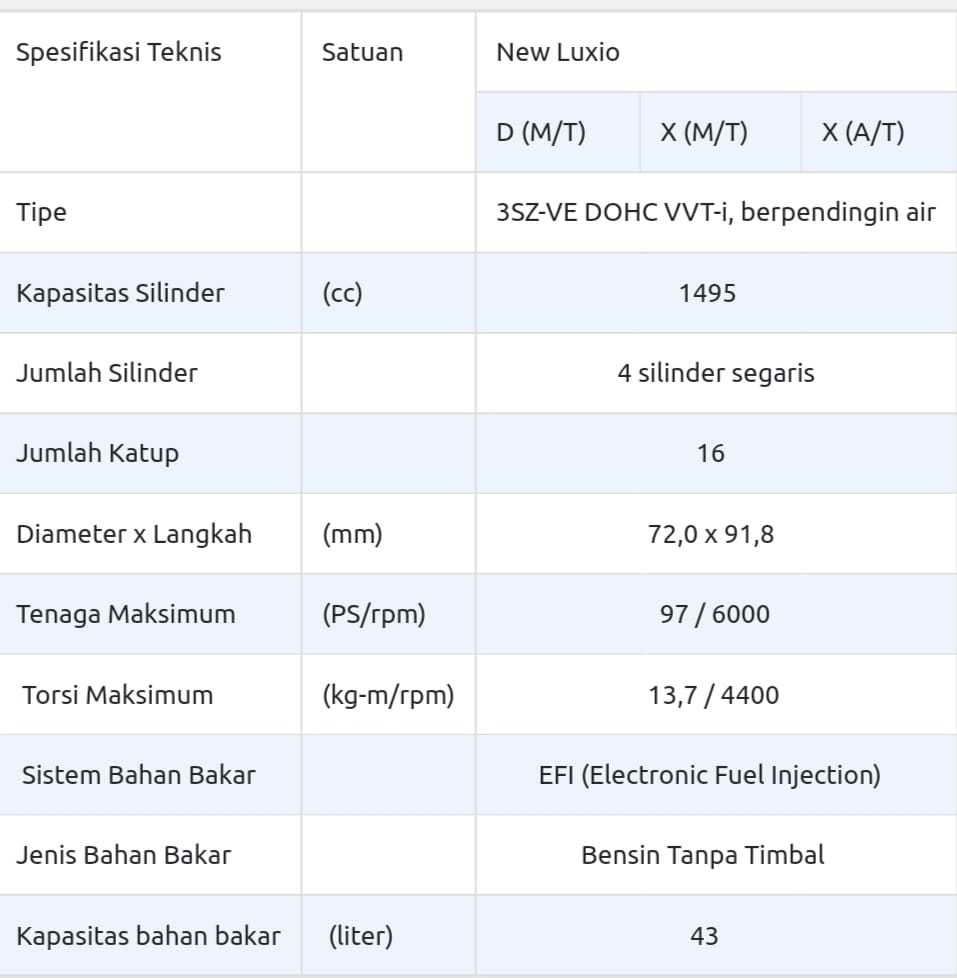 Spesifikasi Teknis Satuan New Luxio
D (M/T) X (M/T) X (A/T)
Tipe 3SZ-VE DOHC VVT-i, berpendingin air
Kapasitas Silinder (cc) 1495
Jumlah Silinder 4 silinder segaris
Jumlah Katup 16
Diameter x Langkah (mm) 72,0 x 91,8
Tenaga Maksimum (PS/rpm) 97 / 6000
Torsi Maksimum (kg-m/rpm) 13,7 / 4400
Sistem Bahan Bakar EFI (Electronic Fuel Injection)
Jenis Bahan Bakar Bensin Tanpa Timbal
Kapasitas bahan bakar (liter) 43